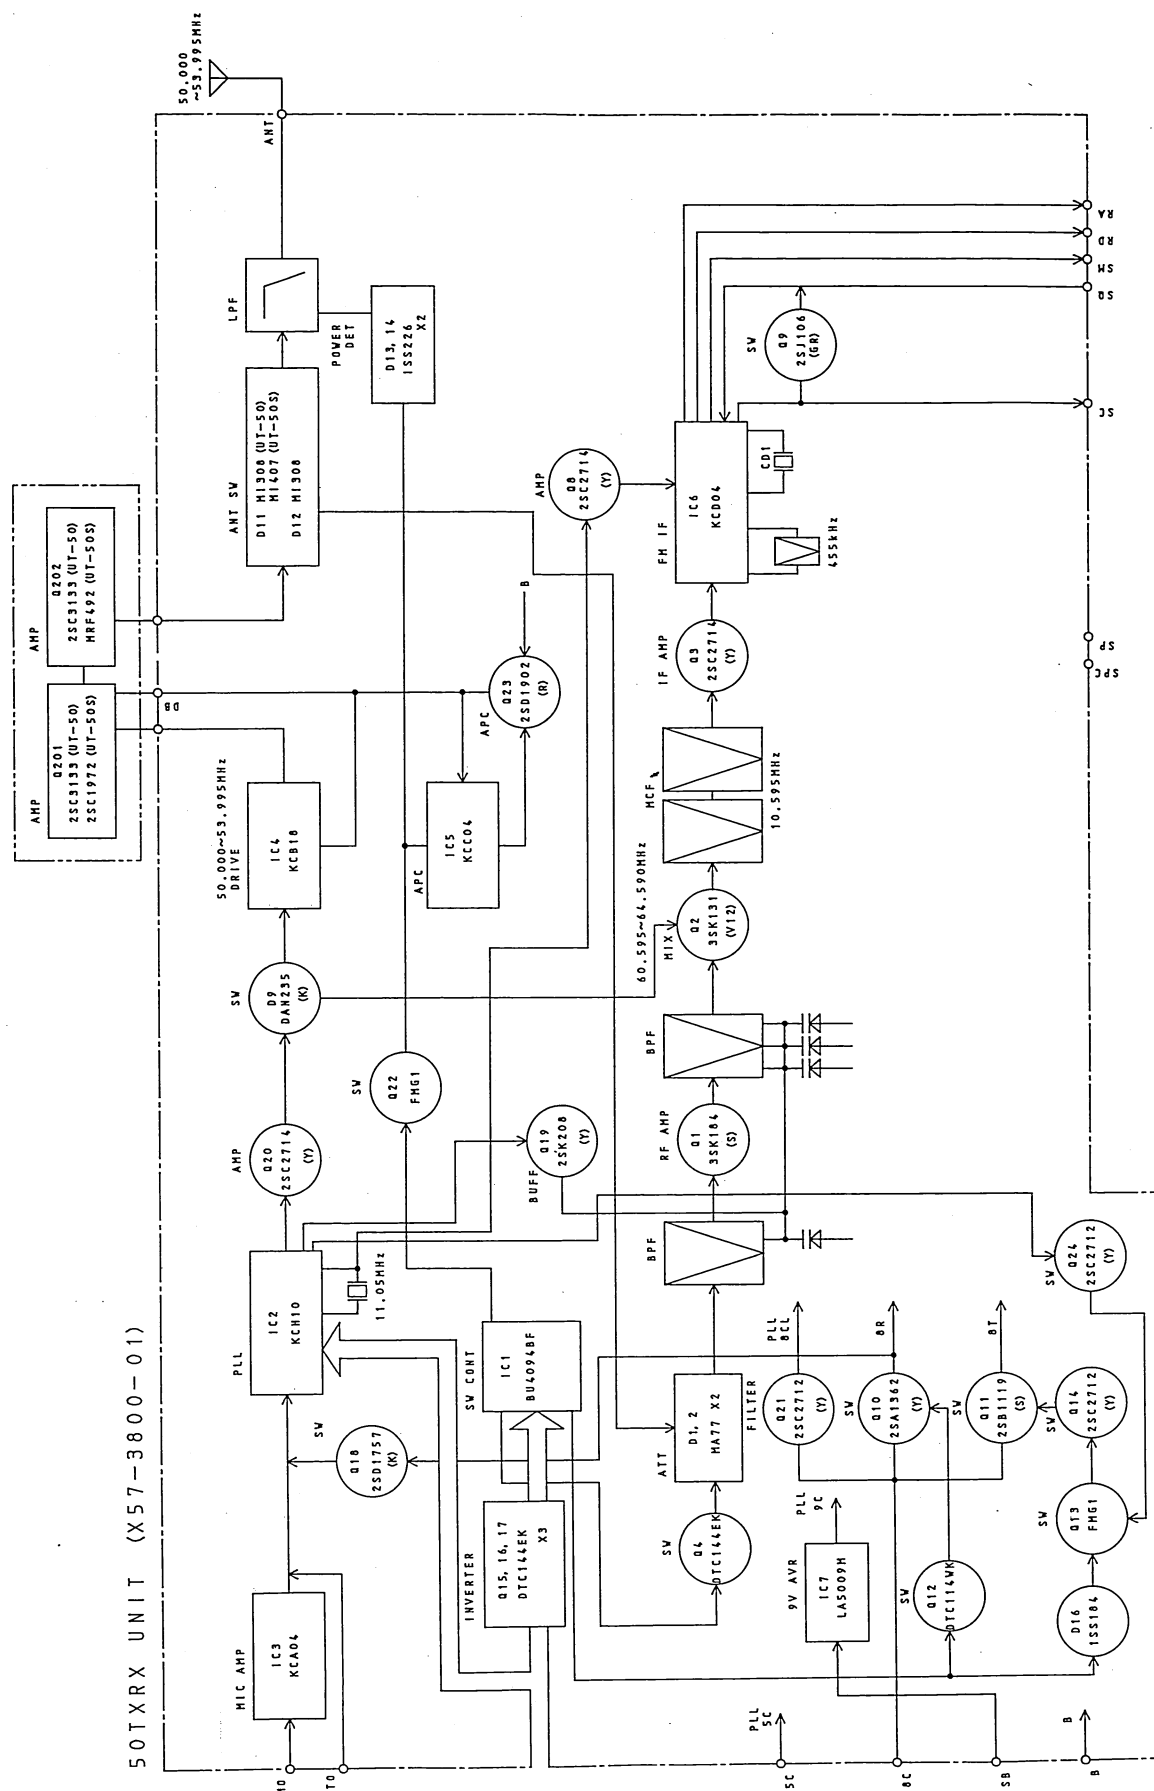 50TXRX UNIT (X57-3800-01)
50.000
~53.995MHz
ANT
LPF
POWER
DET
D13, 14
1SS226
X2
ANT SW
D11 MI308 (UT-50)
MI407 (UT-50S)
D12 MI308
AMP
Q202
2SC3133 (UT-50)
MRF492 (UT-50S)
AMP
Q201
2SC3133 (UT-50)
2SC1972 (UT-50S)
DB
50.000~53.995MHz
DRIVE
IC4
KCB18
SW
D9
DAN235
(K)
AMP
Q20
2SC2714
(Y)
PLL
IC2
KCH10
11.05MHz
SW
Q18
2SD1757
(K)
MIC AMP
IC3
KCA04
TO
APC
IC5
KCC04
APC
Q23
2SD1902
(R)
B
SW
Q22
FMG1
BUFF
Q19
2SK208
(Y)
SW CONT
IC1
BU4094BF
INVERTER
Q15, 16, 17
DTC144EK
X3
AMP
Q8
2SC2714
(Y)
SW
Q4
DTC144EK
ATT
D1, 2
MA77 X2
BPF
RF AMP
Q1
3SK184
(S)
BPF
60.595~64.590MHz
MIX
Q2
3SK131
(V12)
MCF
10.595MHz
IF AMP
Q3
2SC2714
(Y)
FM IF
IC6
KCD04
455kHz
CD1
SW
Q9
2SJ106
(GR)
RA
RD
SM
SQ
SC
SP
SPC
FILTER
Q21
2SC2712
(Y)
PLL
8CL
SW
Q10
2SA1362
(Y)
8R
SW
Q11
2SB1119
(S)
8T
SW
Q14
2SC2712
(Y)
SW
Q24
2SC2712
(Y)
SW
Q13
FMG1
D16
1SS184
SW
Q12
DTC114WK
9V AVR
IC7
LA5009M
PLL
9C
PLL
5C
5C
8C
SB
B
B